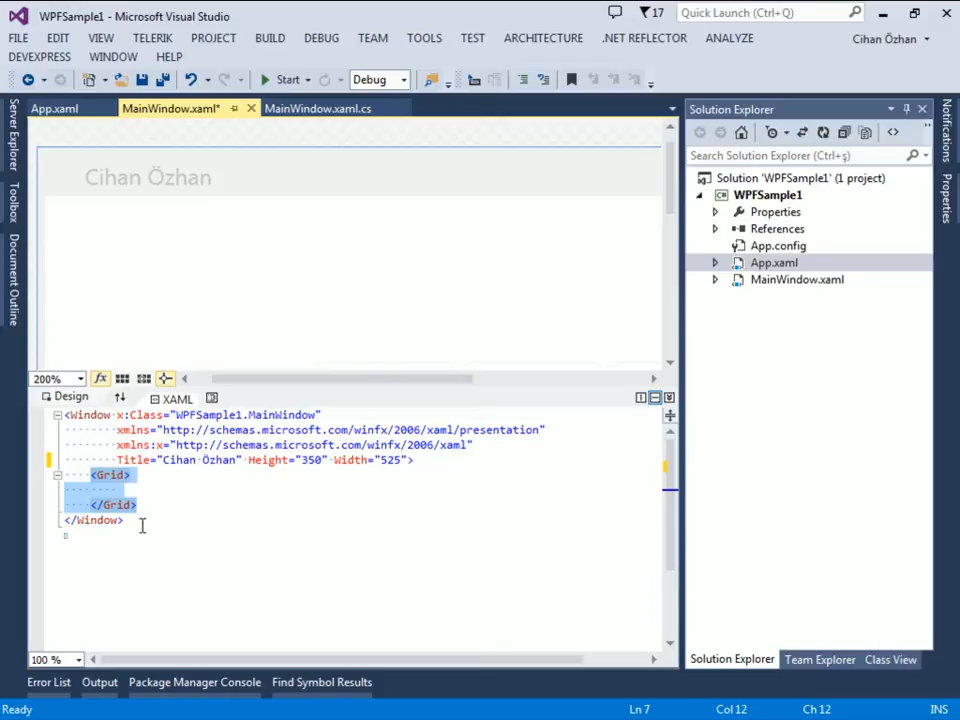 WPFSample1 - Microsoft Visual Studio
17
Quick Launch (Ctrl+Q)
FILE EDIT VIEW TELERIK PROJECT BUILD DEBUG TEAM TOOLS TEST ARCHITECTURE .NET REFLECTOR ANALYZE
Cihan Özhan
DEVEXPRESS WINDOW HELP
Start
Debug
Server Explorer
Toolbox
Document Outline
App.xaml
MainWindow.xaml*
MainWindow.xaml.cs
Cihan Özhan
200%
Design
XAML
<Window x:Class="WPFSample1.MainWindow"
xmlns="http://schemas.microsoft.com/winfx/2006/xaml/presentation"
xmlns:x="http://schemas.microsoft.com/winfx/2006/xaml"
Title="Cihan Özhan" Height="350" Width="525">
<Grid>
</Grid>
</Window>
100 %
Solution Explorer
Search Solution Explorer (Ctrl+ş)
Solution 'WPFSample1' (1 project)
WPFSample1
Properties
References
App.config
App.xaml
MainWindow.xaml
Solution Explorer Team Explorer Class View
Notifications
Properties
Error List Output Package Manager Console Find Symbol Results
Ready
Ln 7
Col 12
Ch 12
INS